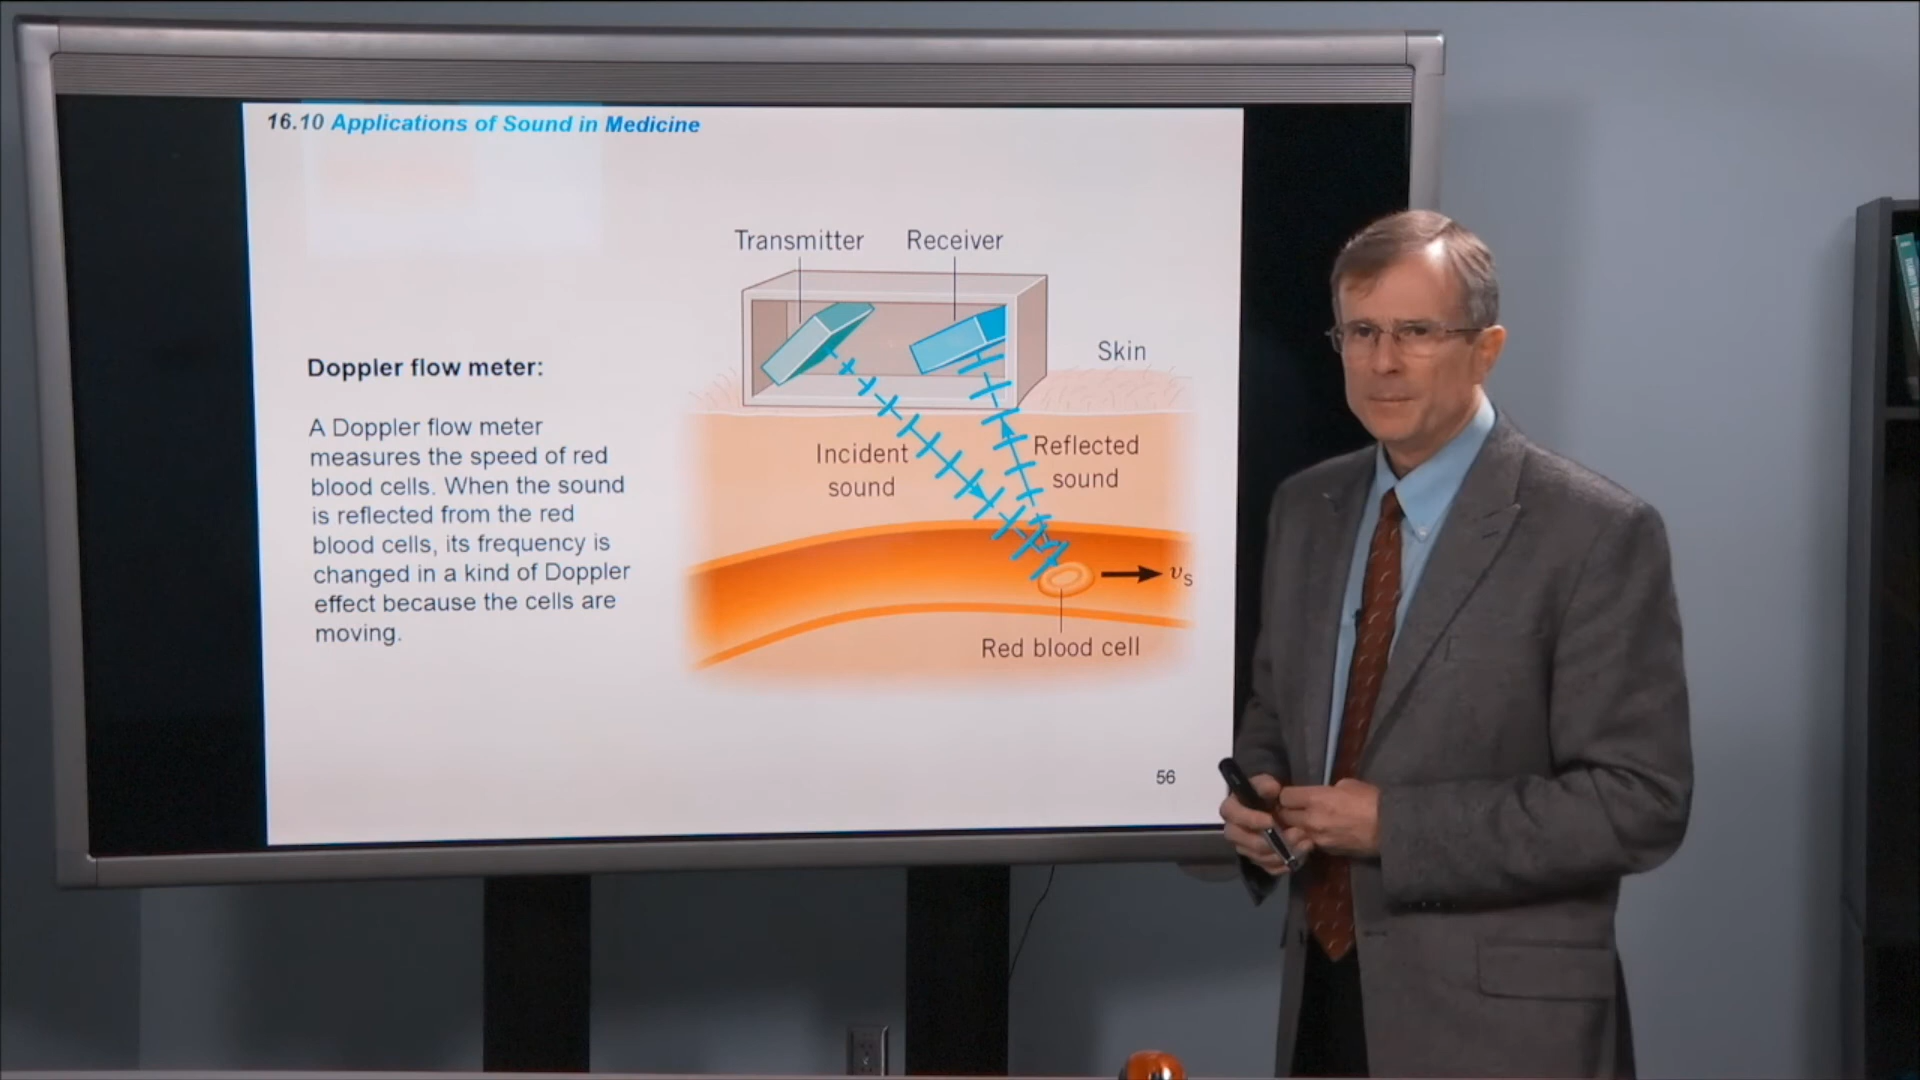 16.10 Applications of Sound in Medicine
Transmitter
Receiver
Skin
Doppler flow meter:
A Doppler flow meter
measures the speed of red
blood cells. When the sound
is reflected from the red
blood cells, its frequency is
changed in a kind of Doppler
effect because the cells are
moving.
Incident
sound
Reflected
sound
υS
Red blood cell
56